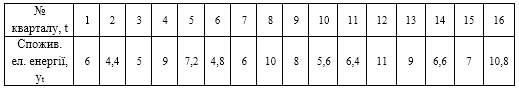 № кварталу, t 1 2 3 4 5 6 7 8 9 10 11 12 13 14 15 16
Спожив. ел. енергії, yt 6 4,4 5 9 7,2 4,8 6 10 8 5,6 6,4 11 9 6,6 7 10,8